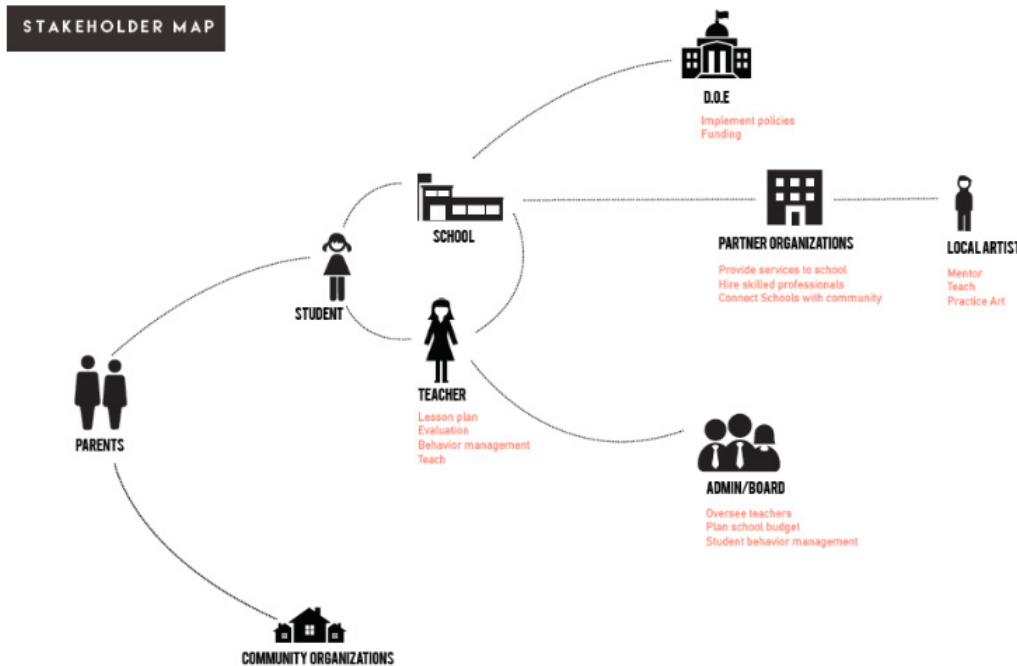 STAKEHOLDER MAP
D.O.E
Implement policies
Funding
SCHOOL
PARTNER ORGANIZATIONS
Provide services to school
Hire skilled professionals
Connect Schools with community
LOCAL ARTIST
Mentor
Teach
Practice Art
STUDENT
TEACHER
Lesson plan
Evaluation
Behavior management
Teach
PARENTS
ADMIN/BOARD
Oversee teachers
Plan school budget
Student behavior management
COMMUNITY ORGANIZATIONS